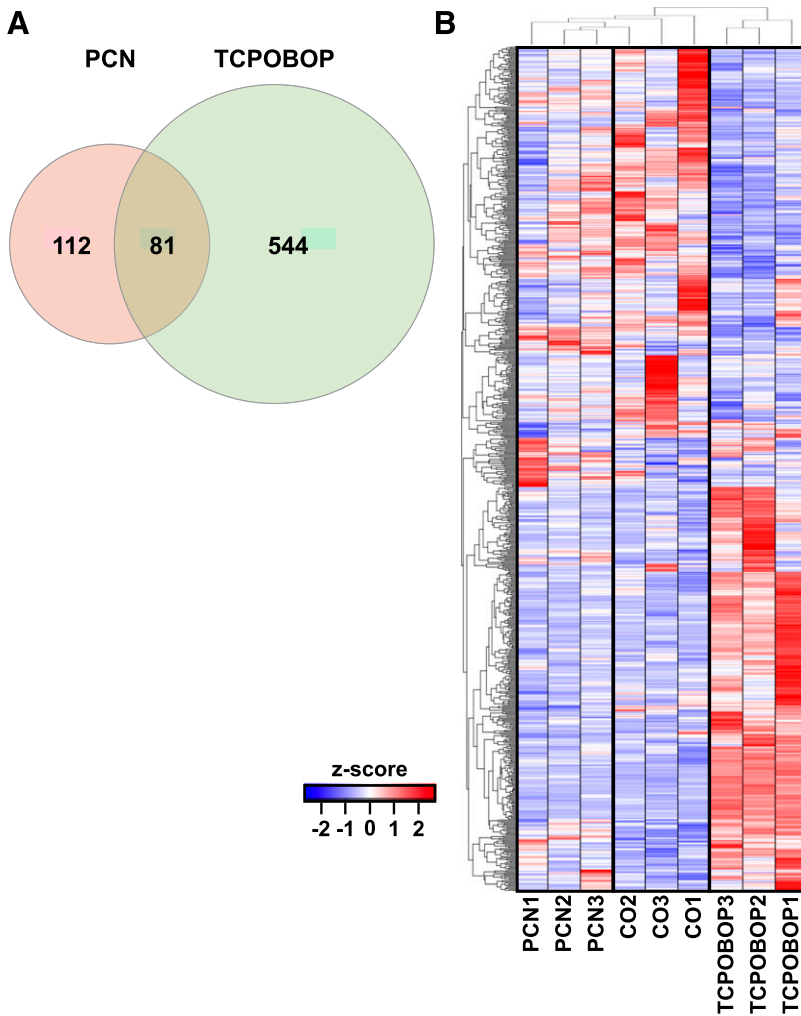 A
PCN
TCPOBOP
112
81
544
z-score
-2 -1 0 1 2
B
PCN1
PCN2
PCN3
CO2
CO3
CO1
TCPOBOP3
TCPOBOP2
TCPOBOP1